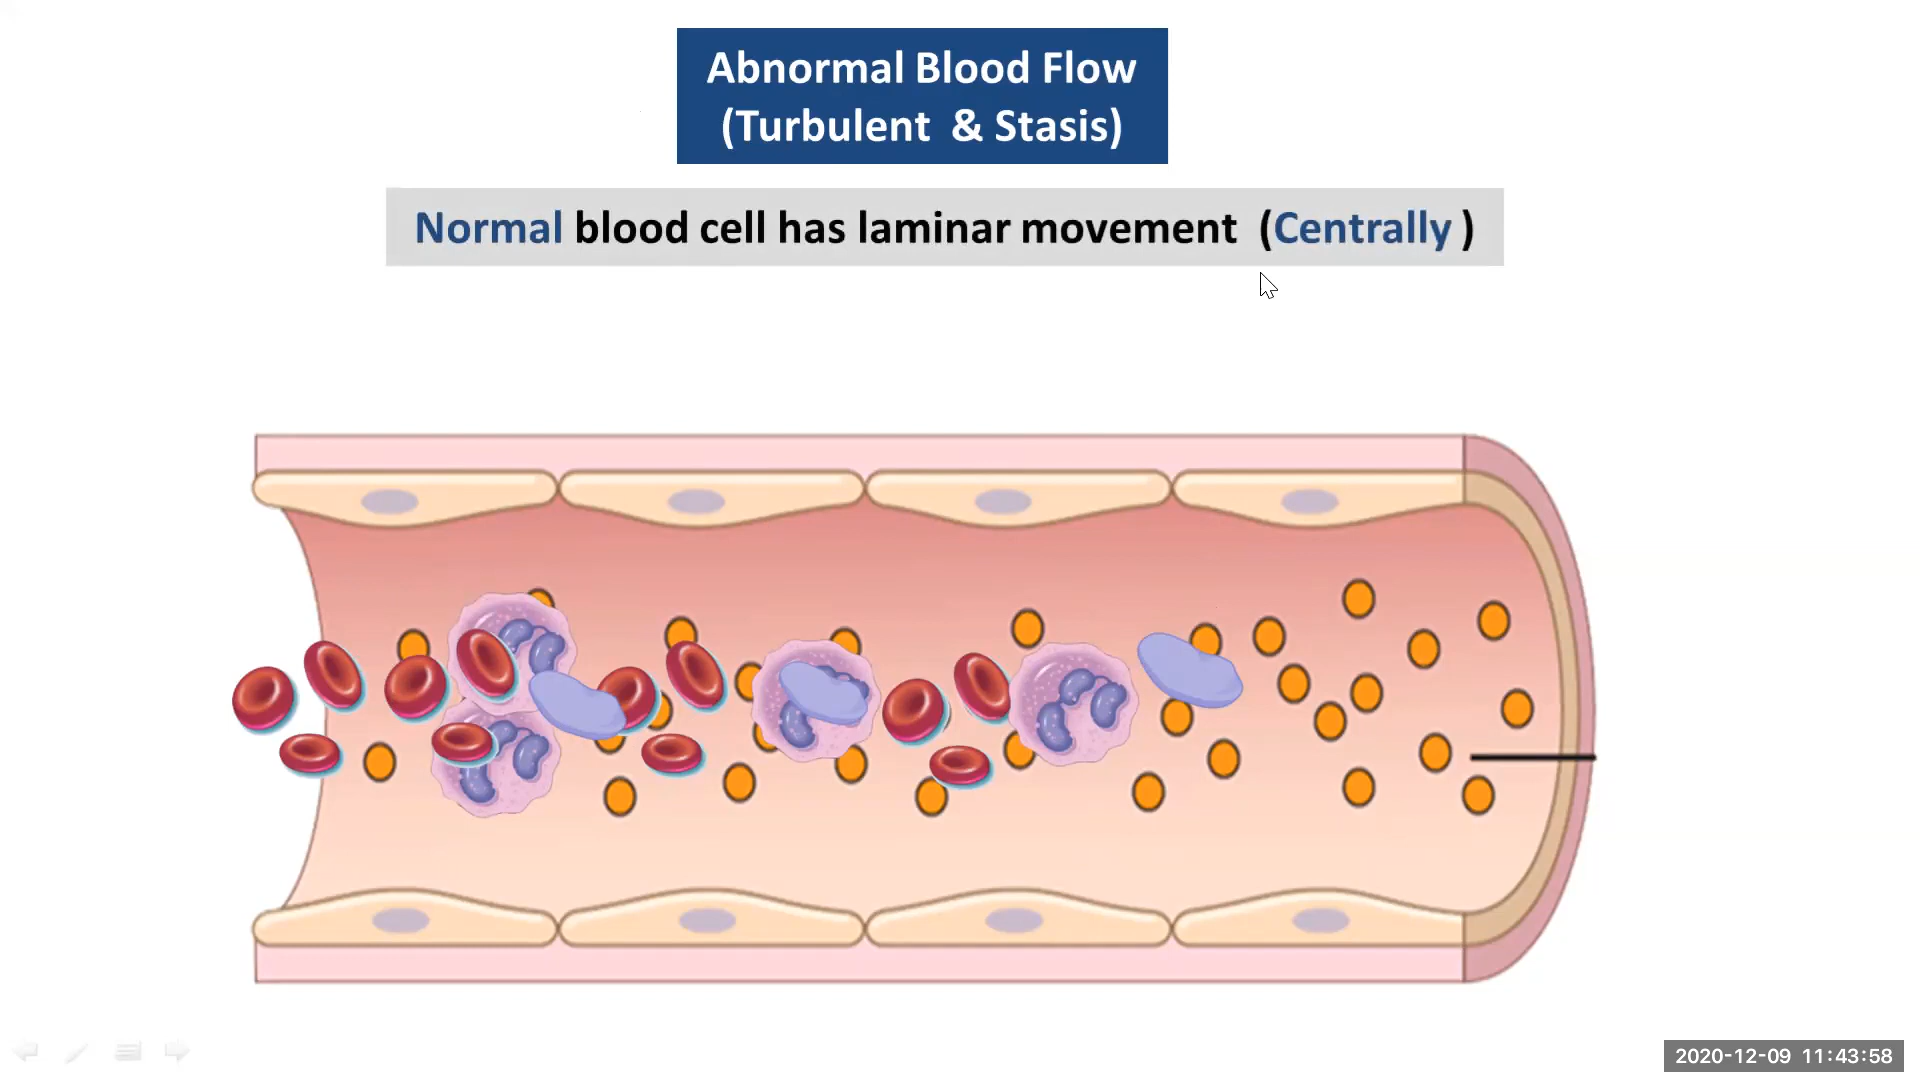 Abnormal Blood Flow
(Turbulent & Stasis)
Normal blood cell has laminar movement (Centrally )
2020-12-09 11:43:58